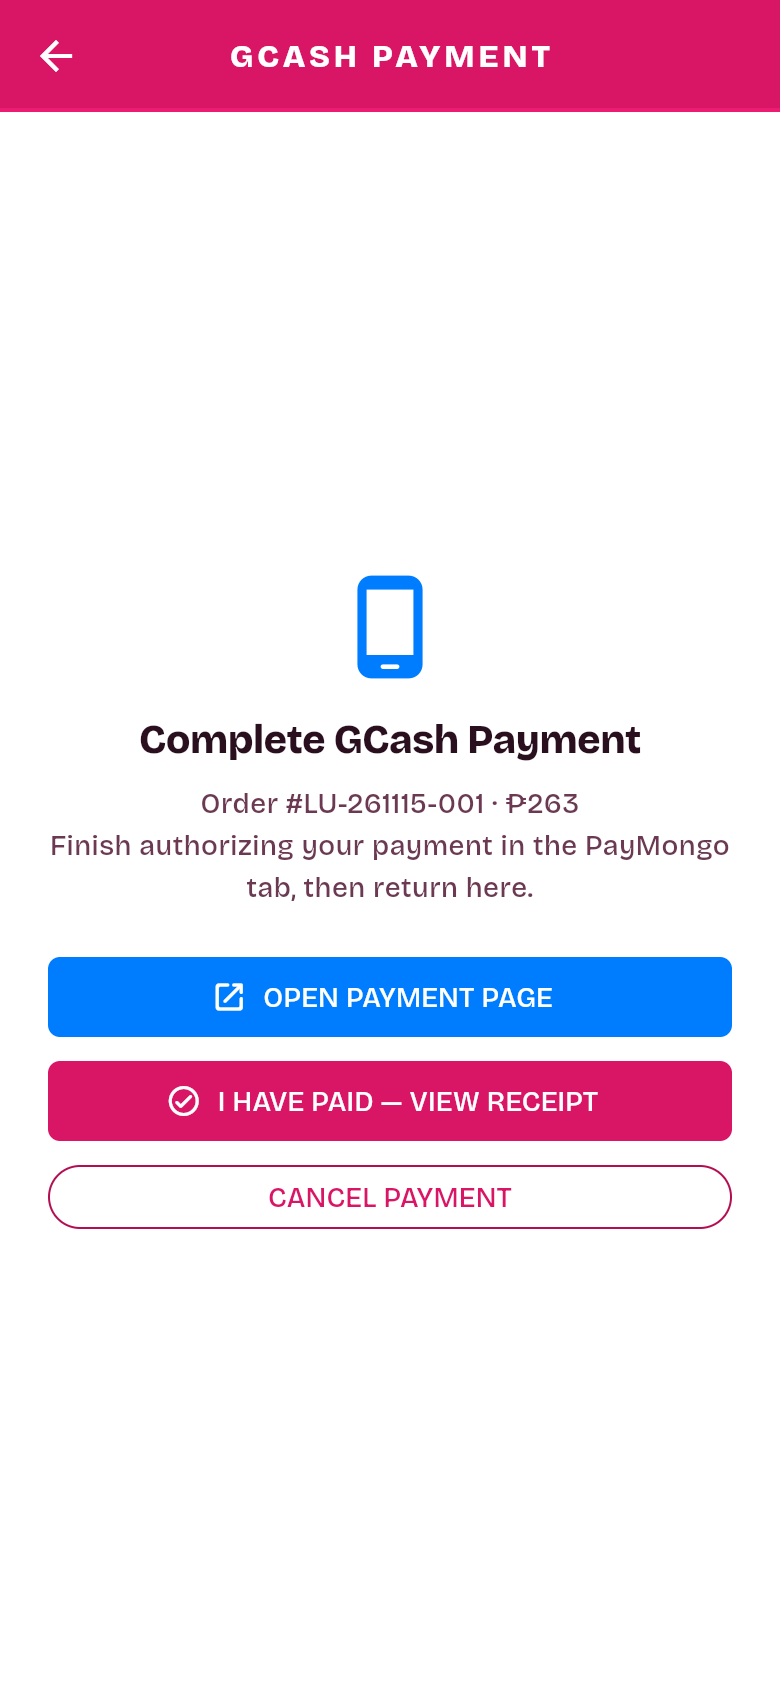 GCASH PAYMENT
Complete GCash Payment
Order #LU-261115-001 · ₱263
Finish authorizing your payment in the PayMongo
tab, then return here.
OPEN PAYMENT PAGE
I HAVE PAID — VIEW RECEIPT
CANCEL PAYMENT